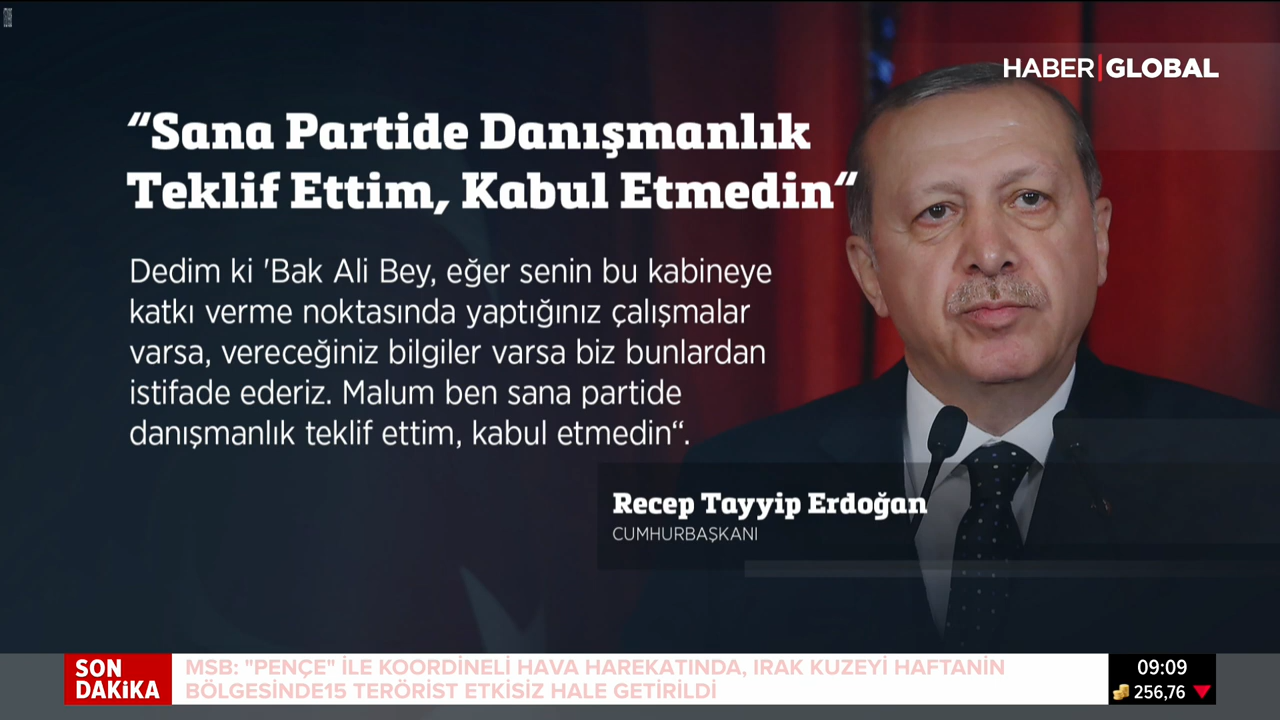 HABER GLOBAL
“Sana Partide Danışmanlık
Teklif Ettim, Kabul Etmedin“
Dedim ki 'Bak Ali Bey, eğer senin bu kabineye
katkı verme noktasında yaptığınız çalışmalar
varsa, vereceğiniz bilgiler varsa biz bunlardan
istifade ederiz. Malum ben sana partide
danışmanlık teklif ettim, kabul etmedin“.
Recep Tayyip Erdoğan
CUMHURBAŞKANI
SON
DAKİKA
MSB: "PENÇE" İLE KOORDİNELİ HAVA HAREKATINDA, IRAK KUZEYİ HAFTANİN
BÖLGESİNDE15 TERÖRİST ETKİSİZ HALE GETİRİLDİ
09:09
256,76